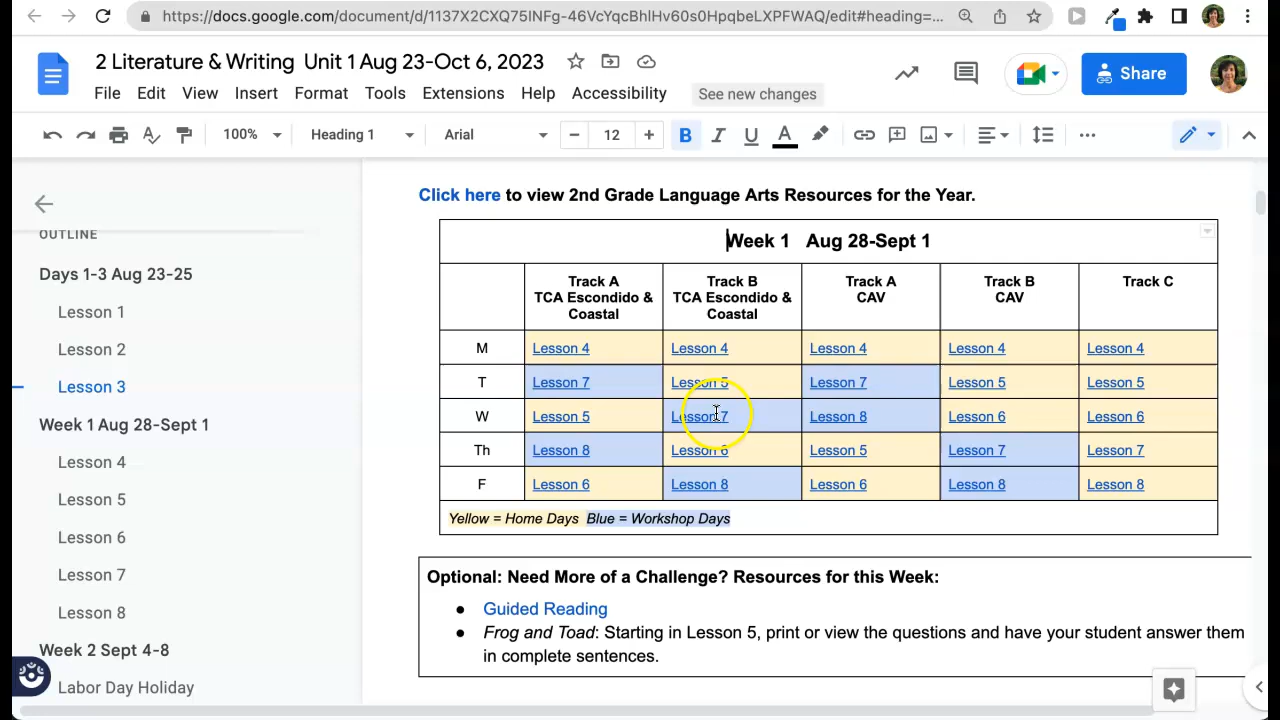 https://docs.google.com/document/d/1137X2CXQ75INFg-46VcYqcBhlHv60s0HpqbeLXPFWAQ/edit#heading=...
2 Literature & Writing Unit 1 Aug 23-Oct 6, 2023
File Edit View Insert Format Tools Extensions Help Accessibility See new changes
Share
100% Heading 1 Arial 12 B I U A
OUTLINE
Days 1-3 Aug 23-25
Lesson 1
Lesson 2
Lesson 3
Week 1 Aug 28-Sept 1
Lesson 4
Lesson 5
Lesson 6
Lesson 7
Lesson 8
Week 2 Sept 4-8
Labor Day Holiday
Click here to view 2nd Grade Language Arts Resources for the Year.
Week 1 Aug 28-Sept 1
Track A TCA Escondido & Coastal
Track B TCA Escondido & Coastal
Track A CAV
Track B CAV
Track C
M Lesson 4 Lesson 4 Lesson 4 Lesson 4 Lesson 4
T Lesson 7 Lesson 5 Lesson 7 Lesson 5 Lesson 5
W Lesson 5 Lesson 7 Lesson 8 Lesson 6 Lesson 6
Th Lesson 8 Lesson 6 Lesson 5 Lesson 7 Lesson 7
F Lesson 6 Lesson 8 Lesson 6 Lesson 8 Lesson 8
Yellow = Home Days Blue = Workshop Days
Optional: Need More of a Challenge? Resources for this Week:
● Guided Reading
● Frog and Toad: Starting in Lesson 5, print or view the questions and have your student answer them
in complete sentences.